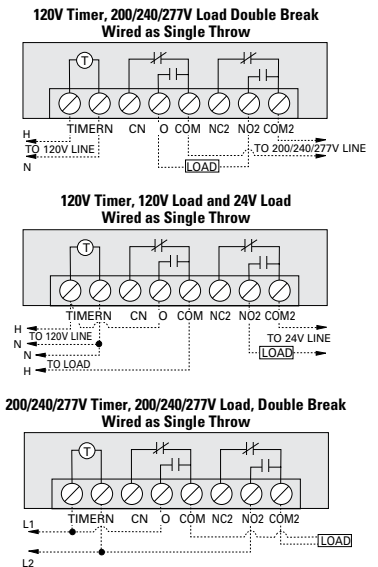 120V Timer, 200/240/277V Load Double Break
Wired as Single Throw
T
TIMERN CN O COM NC2 NO2 COM2
H
TO 120V LINE
N
LOAD
TO 200/240/277V LINE
120V Timer, 120V Load and 24V Load
Wired as Single Throw
T
TIMERN CN O COM NC2 NO2 COM2
H
TO 120V LINE
N
N
TO LOAD
H
TO 24V LINE
LOAD
200/240/277V Timer, 200/240/277V Load, Double Break
Wired as Single Throw
T
TIMERN CN O COM NC2 NO2 COM2
L1
LOAD
L2